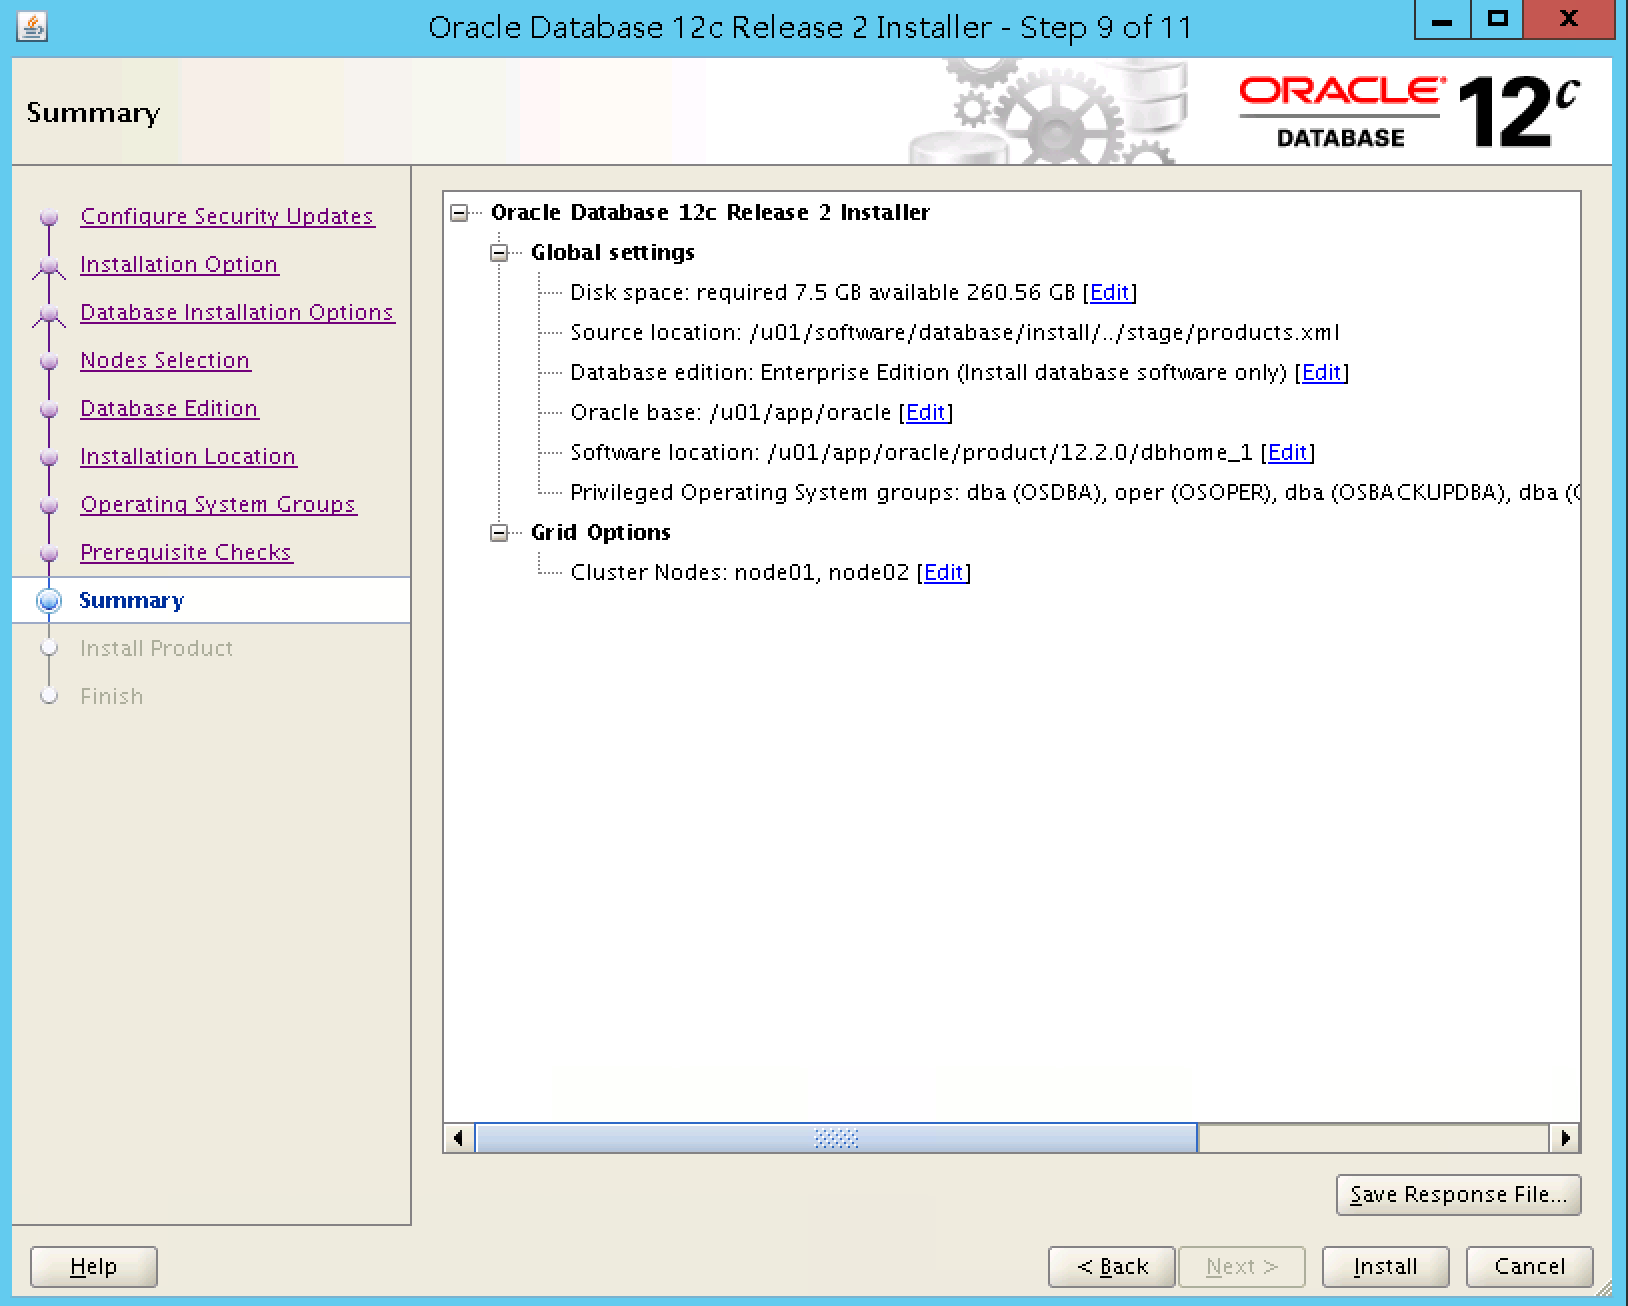 Oracle Database 12c Release 2 Installer - Step 9 of 11
Summary
ORACLE
DATABASE
12c
Configure Security Updates
Installation Option
Database Installation Options
Nodes Selection
Database Edition
Installation Location
Operating System Groups
Prerequisite Checks
Summary
Install Product
Finish
Oracle Database 12c Release 2 Installer
Global settings
Disk space: required 7.5 GB available 260.56 GB [Edit]
Source location: /u01/software/database/install/../stage/products.xml
Database edition: Enterprise Edition (Install database software only) [Edit]
Oracle base: /u01/app/oracle [Edit]
Software location: /u01/app/oracle/product/12.2.0/dbhome_1 [Edit]
Privileged Operating System groups: dba (OSDBA), oper (OSOPER), dba (OSBACKUPDBA), dba (
Grid Options
Cluster Nodes: node01, node02 [Edit]
Save Response File...
Help
< Back
Next >
Install
Cancel